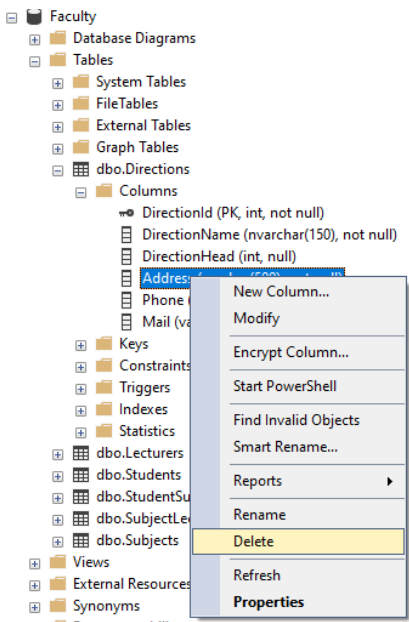 Faculty
Database Diagrams
Tables
System Tables
FileTables
External Tables
Graph Tables
dbo.Directions
Columns
DirectionId (PK, int, not null)
DirectionName (nvarchar(150), not null)
DirectionHead (int, null)
Addres
Phone (
Mail (va
Keys
Constraints
Triggers
Indexes
Statistics
dbo.Lecturers
dbo.Students
dbo.StudentSu
dbo.SubjectLe
dbo.Subjects
Views
External Resources
Synonyms
New Column...
Modify
Encrypt Column...
Start PowerShell
Find Invalid Objects
Smart Rename...
Reports
Rename
Delete
Refresh
Properties